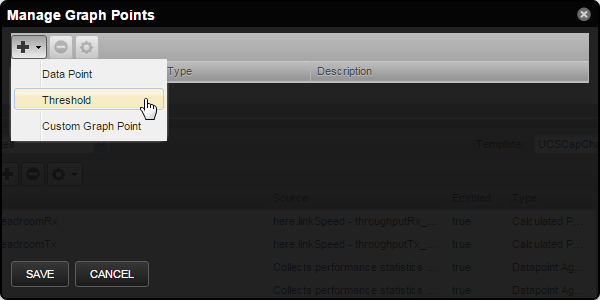 Manage Graph Points
Type Description
Data Point
Threshold
Custom Graph Point
Template: UCSCapCha
Source Enabled Type
eadroomRx here.linkSpeed - throughputRx_... true Calculated P...
eadroomTx here.linkSpeed - throughputTx_... true Calculated P...
Collects performance statistics... true Datapoint Ag...
Collects performance statistics... true Datapoint Ag...
SAVE CANCEL